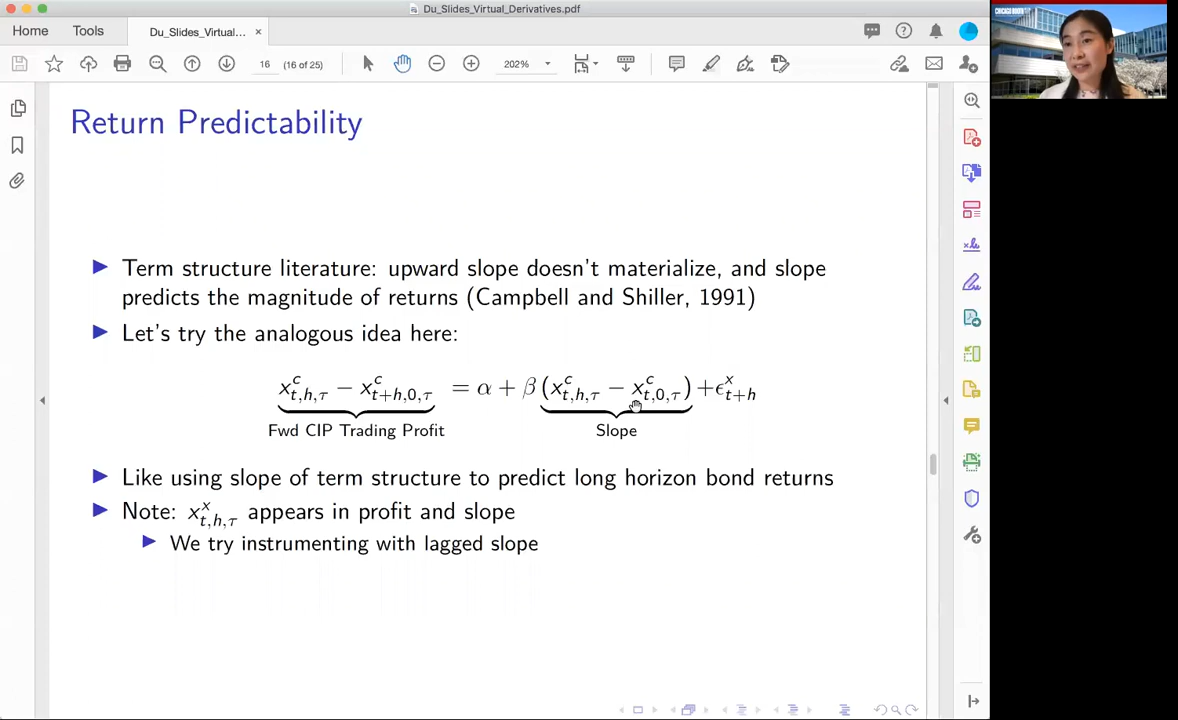 Du_Slides_Virtual_Derivatives.pdf
Home Tools Du_Slides_Virtual... ×
16 (16 of 25) 202%
CHICAGO BOOTH
Return Predictability
Term structure literature: upward slope doesn't materialize, and slope
predicts the magnitude of returns (Campbell and Shiller, 1991)
Let's try the analogous idea here:
x^c_{t,h,τ} − x^c_{t+h,0,τ} = α + β (x^c_{t,h,τ} − x^c_{t,0,τ}) + ϵ^x_{t+h}
Fwd CIP Trading Profit Slope
Like using slope of term structure to predict long horizon bond returns
Note: x^x_{t,h,τ} appears in profit and slope
We try instrumenting with lagged slope